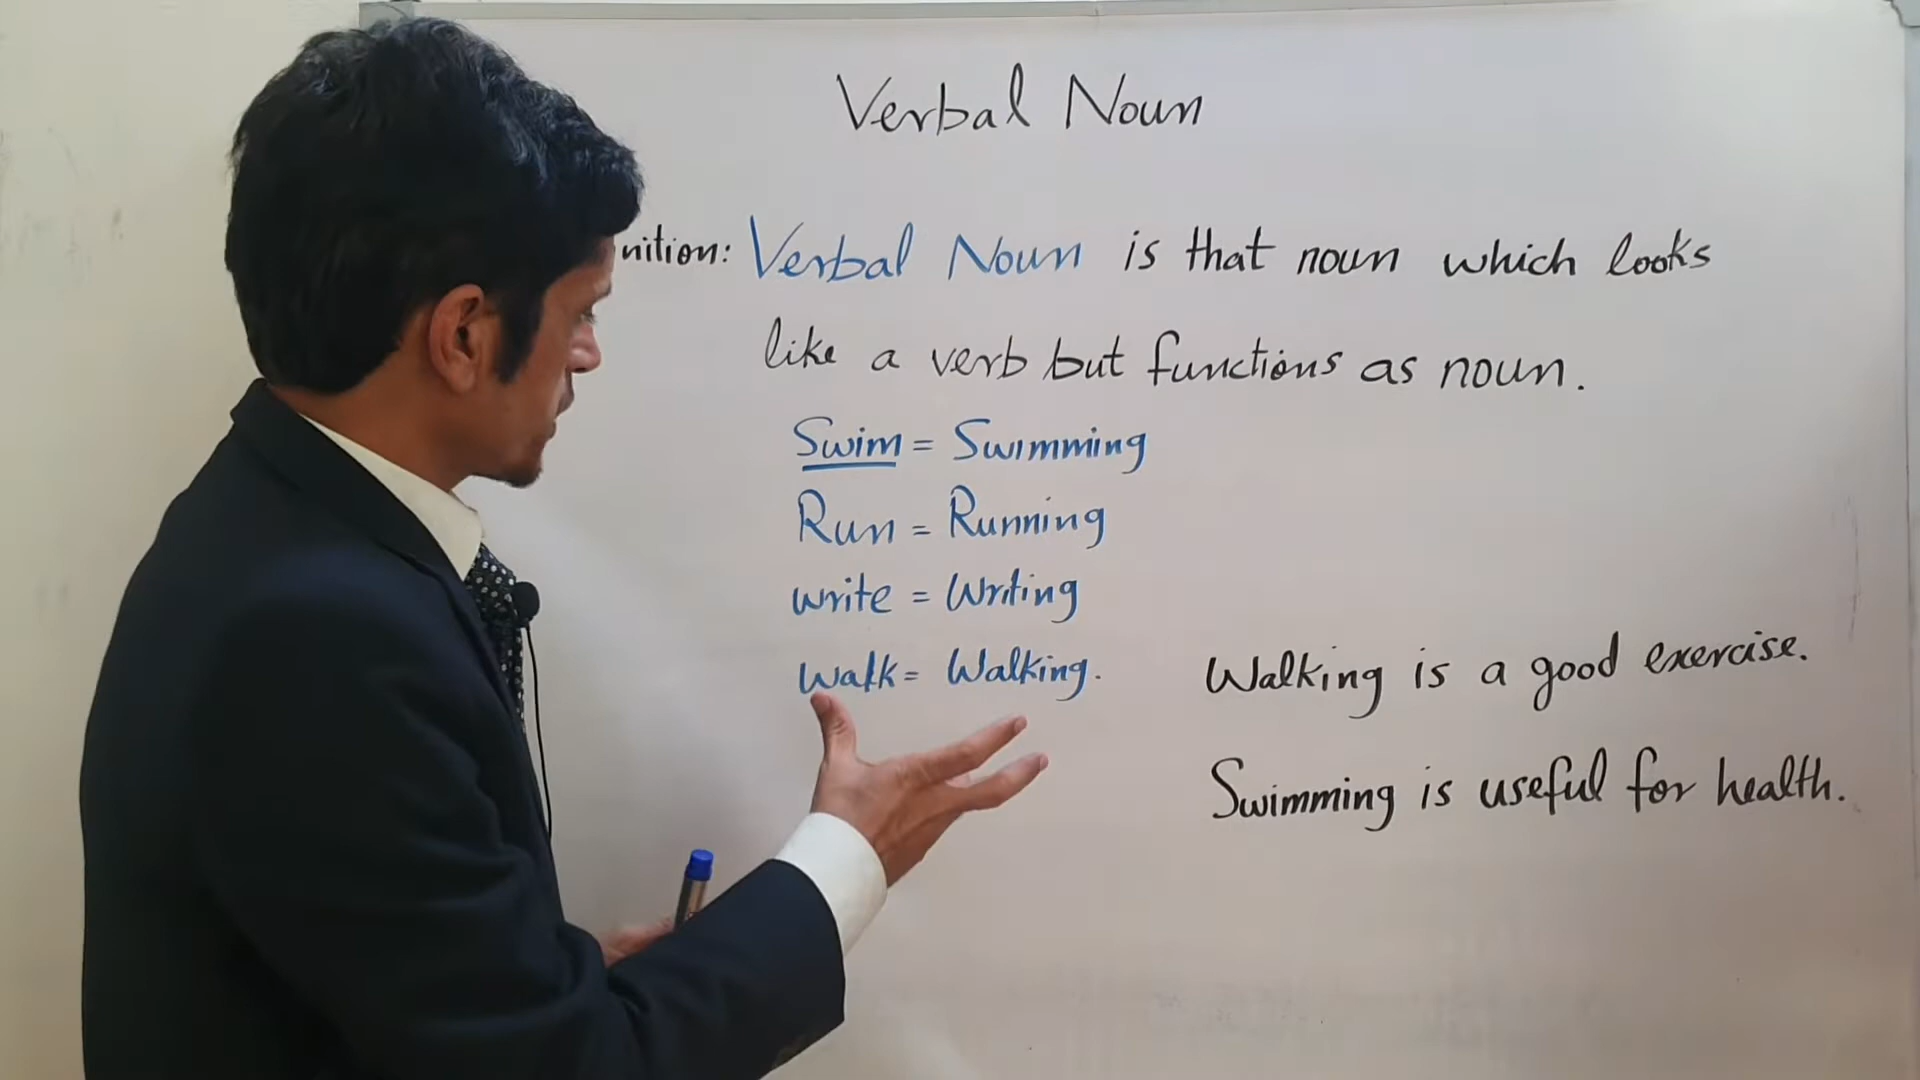 Verbal Noun
nition: Verbal Noun is that noun which looks
like a verb but functions as noun.
Swim = Swimming
Run = Running
write = Writing
Walk = Walking.
Walking is a good exercise.
Swimming is useful for health.